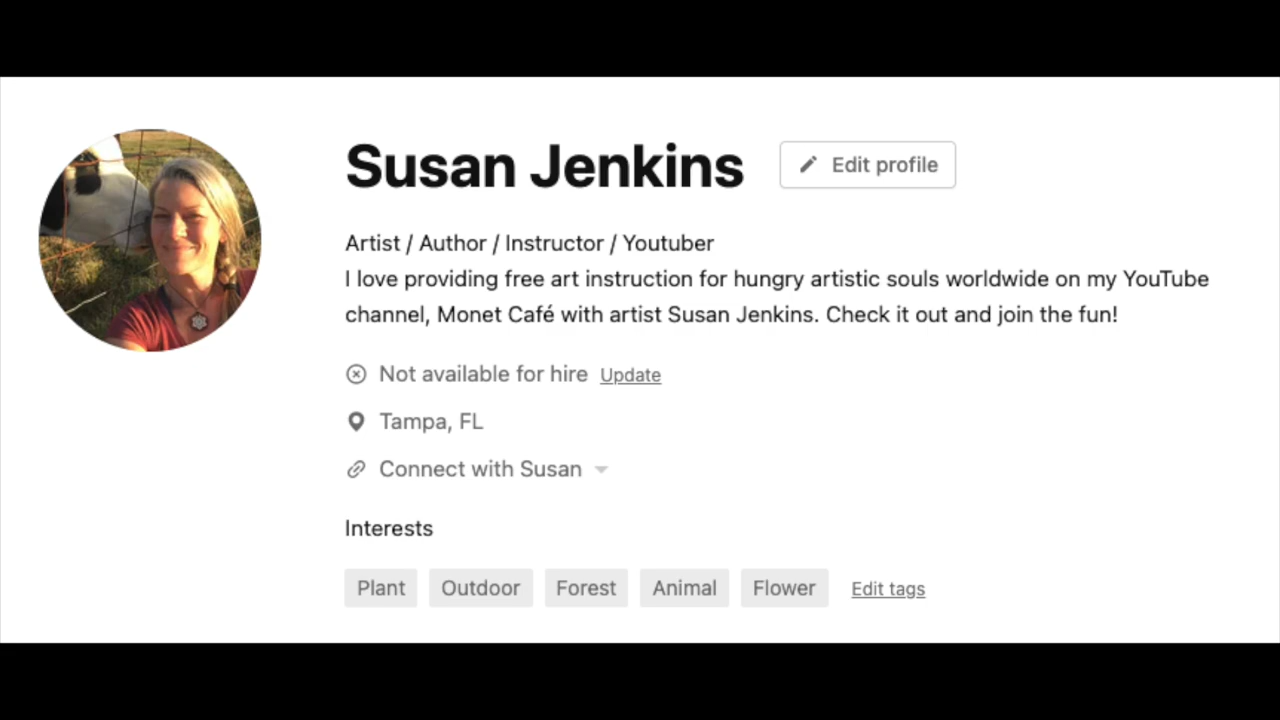 Susan Jenkins
Edit profile
Artist / Author / Instructor / Youtuber
I love providing free art instruction for hungry artistic souls worldwide on my YouTube
channel, Monet Café with artist Susan Jenkins. Check it out and join the fun!
Not available for hire Update
Tampa, FL
Connect with Susan
Interests
Plant Outdoor Forest Animal Flower Edit tags